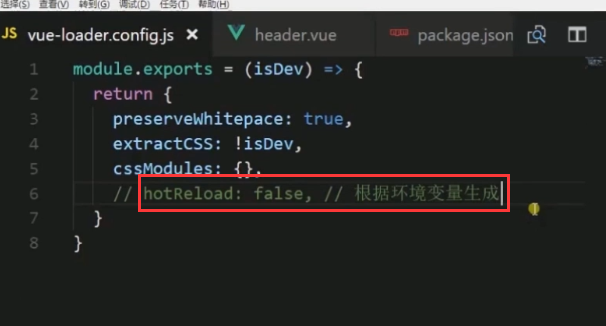 选择(S) 查看(V) 转到(G) 调试(D) 任务(T) 帮助(H)
JS vue-loader.config.js × header.vue package.json
1 module.exports = (isDev) => {
2 return {
3 preserveWhitepace: true,
4 extractCSS: !isDev,
5 cssModules: {},
6 // hotReload: false, // 根据环境变量生成
7 }
8 }